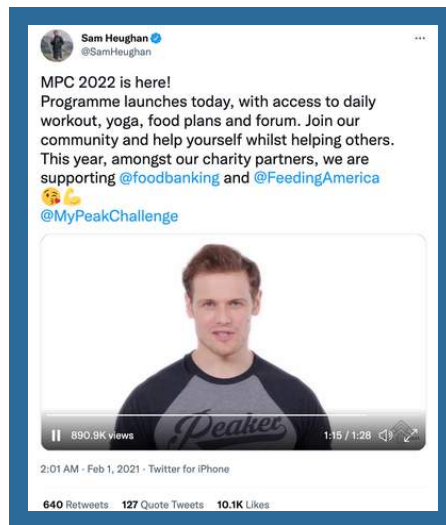 Sam Heughan
@SamHeughan
MPC 2022 is here!
Programme launches today, with access to daily
workout, yoga, food plans and forum. Join our
community and help yourself whilst helping others.
This year, amongst our charity partners, we are
supporting @foodbanking and @FeedingAmerica
😘💪
@MyPeakChallenge
Peaker
890.9K views
1:15 / 1:28
2:01 AM · Feb 1, 2021 · Twitter for iPhone
640 Retweets 127 Quote Tweets 10.1K Likes